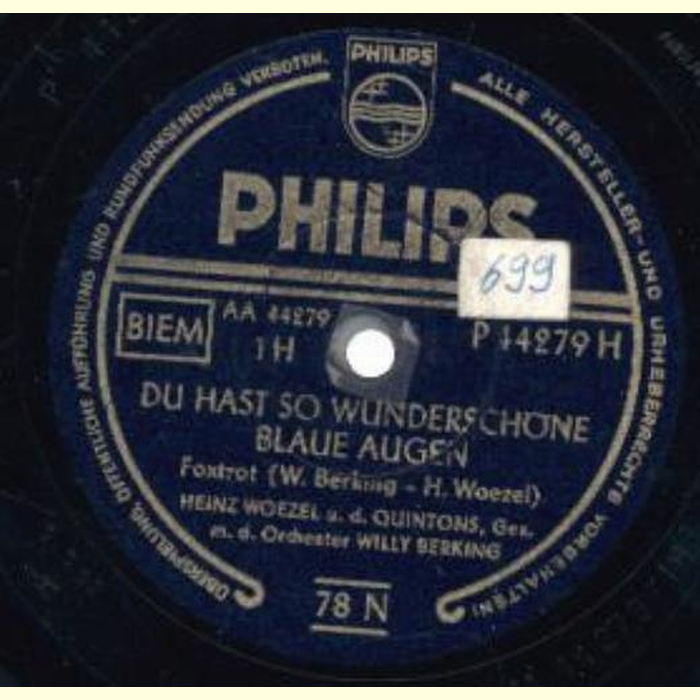 PHILIPS
ALLE HERSTELLER- UND URHEBERRECHTE VORBEHALTEN!
ÜBERSPIELUNG, ÖFFENTLICHE AUFFÜHRUNG UND RUNDFUNKSENDUNG VERBOTEN.
PHILIPS
699
BIEM
AA 44279
1 H
P 44279 H
DU HAST SO WUNDERSCHÖNE
BLAUE AUGEN
Foxtrot (W. Berking - H. Woezel)
HEINZ WOEZEL u. d. QUINTONS, Ges.
m. d. Orchester WILLY BERKING
78 N